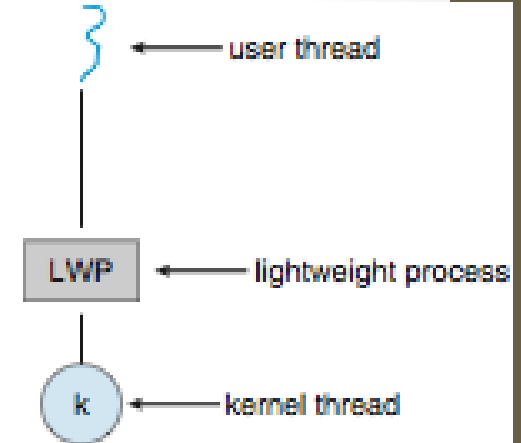 user thread
LWP
lightweight process
k
kernel thread